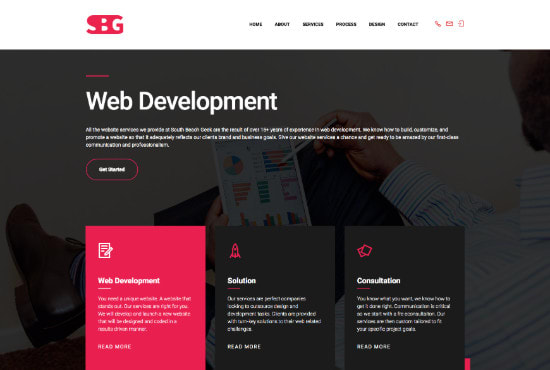 SBG
HOME ABOUT SERVICES PROCESS DESIGN CONTACT
Web Development
All the website services we provide at South Beach Geek are the result of over 15+ years of experience in web development. We know how to build, customize, and
promote a website so that it adequately reflects our clients brand and business goals. Give our website services a chance and get ready to be amazed by our first-class
communication and professionalism.
Get Started
Web Development
You need a unique website. A website that
stands out. Our services are right for you.
We will develop and launch a new website
that will be designed and coded in a
results driven manner.
READ MORE
Solution
Our services are perfect companies
looking to outsource design and
development tasks. Clients are provided
with turn-key solutions to their web related
challenges.
READ MORE
Consultation
You know what you want, we know how to
get it done right. Communication is critical
so we start with a free consultation. Our
services are then custom tailored to fit
your specific project goals.
READ MORE